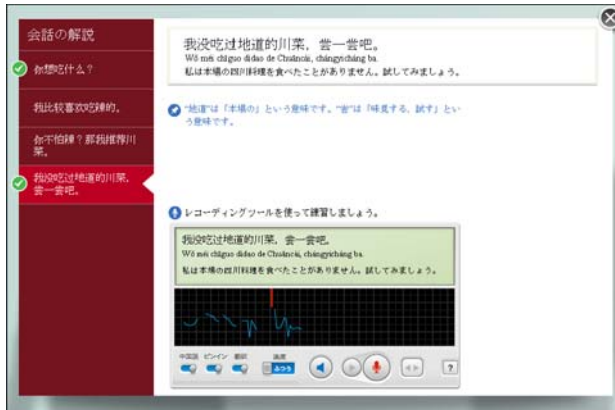 会話の解説
你想吃什么？
我比较喜欢吃辣的。
你不怕辣？那我推荐川
菜。
我没吃过地道的川菜，
尝一尝吧。
我没吃过地道的川菜，尝一尝吧。
Wǒ méi chīguo dìdao de Chuāncài, chángyicháng ba.
私は本場の四川料理を食べたことがありません。試してみましょう。
"地道"は「本場の」という意味です。"尝"は「味見する、試す」とい
う意味です。
レコーディングツールを使って練習しましょう。
我没吃过地道的川菜，尝一尝吧。
Wǒ méi chīguo dìdao de Chuāncài, chángyicháng ba.
私は本場の四川料理を食べたことがありません。試してみましょう。
中国語 ピンイン 翻訳 速度
ふつう
?